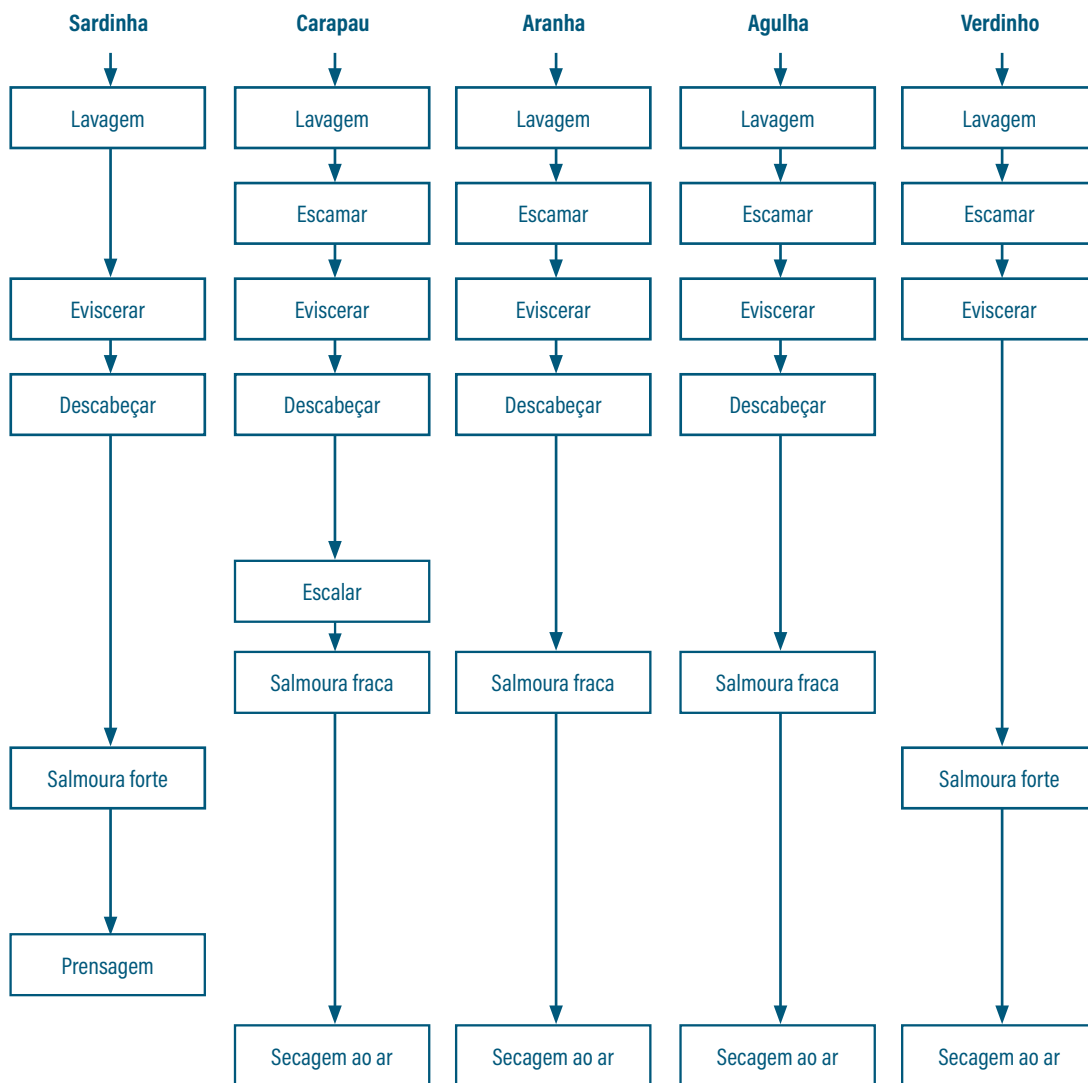 Sardinha Carapau Aranha Agulha Verdinho
Lavagem Lavagem Lavagem Lavagem Lavagem
Escamar Escamar Escamar Escamar
Eviscerar Eviscerar Eviscerar Eviscerar Eviscerar
Descabeçar Descabeçar Descabeçar Descabeçar
Escalar
Salmoura fraca Salmoura fraca Salmoura fraca
Salmoura forte Salmoura forte
Prensagem
Secagem ao ar Secagem ao ar Secagem ao ar Secagem ao ar